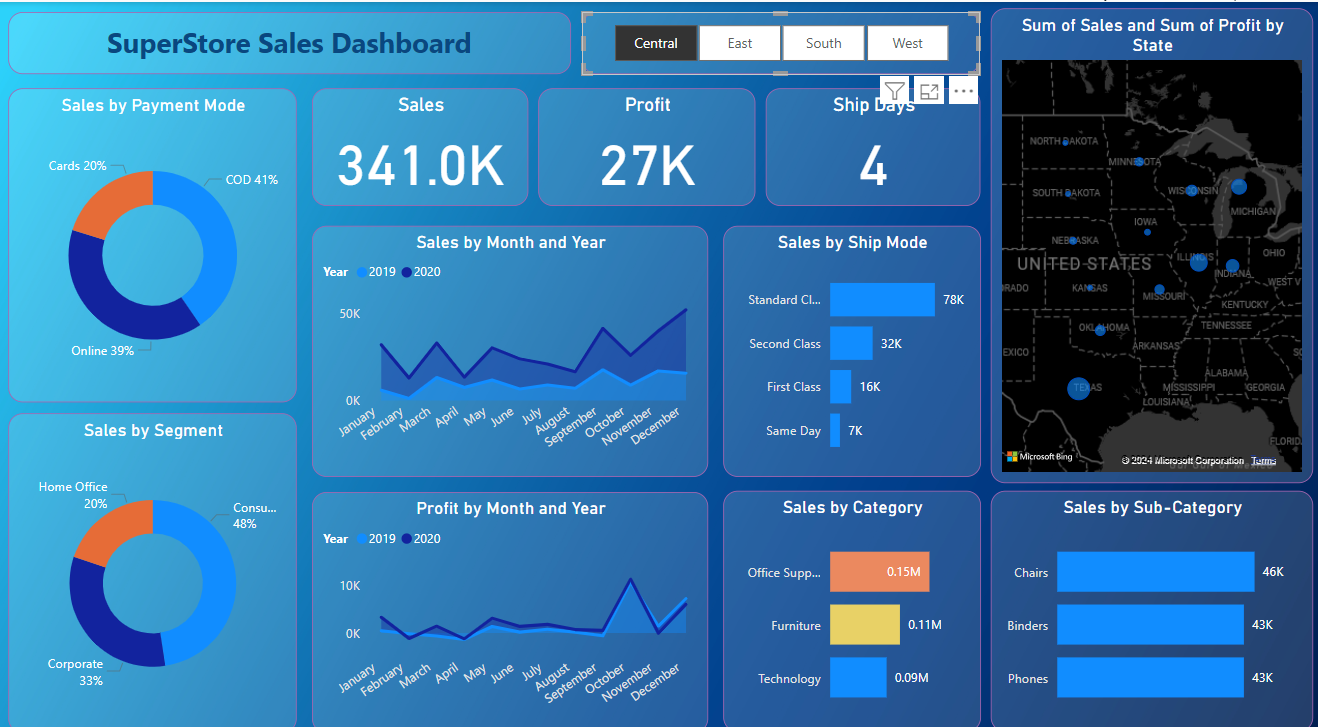 SuperStore Sales Dashboard
Central
East
South
West
Sum of Sales and Sum of Profit by
State
Sales by Payment Mode
Cards 20%
COD 41%
Online 39%
Sales
341.0K
Profit
27K
Ship Days
4
NORTH DAKOTA
MINNESOTA
SOUTH DAKOTA
WISCONSIN
MICHIGAN
IOWA
NEBRASKA
UNITED STATES
ILLINOIS
INDIANA
OHIO
ORADO
KANSAS
MISSOURI
WEST V
KENTUCKY
OKLAHOMA
TENNESSEE
EXICO
ARKANSAS
SC
ALABAMA
TEXAS
MISSISSIPPI
GEORGIA
LOUISIANA
FLORID
Microsoft Bing
© 2024 Microsoft Corporation
Terms
Sales by Month and Year
Year
2019
2020
50K
0K
January
February
March
April
May
June
July
August
September
October
November
December
Sales by Ship Mode
Standard Cl...
78K
Second Class
32K
First Class
16K
Same Day
7K
Sales by Segment
Home Office
20%
Consu...
48%
Corporate
33%
Profit by Month and Year
Year
2019
2020
10K
0K
January
February
March
April
May
June
July
August
September
October
November
December
Sales by Category
Office Supp...
0.15M
Furniture
0.11M
Technology
0.09M
Sales by Sub-Category
Chairs
46K
Binders
43K
Phones
43K